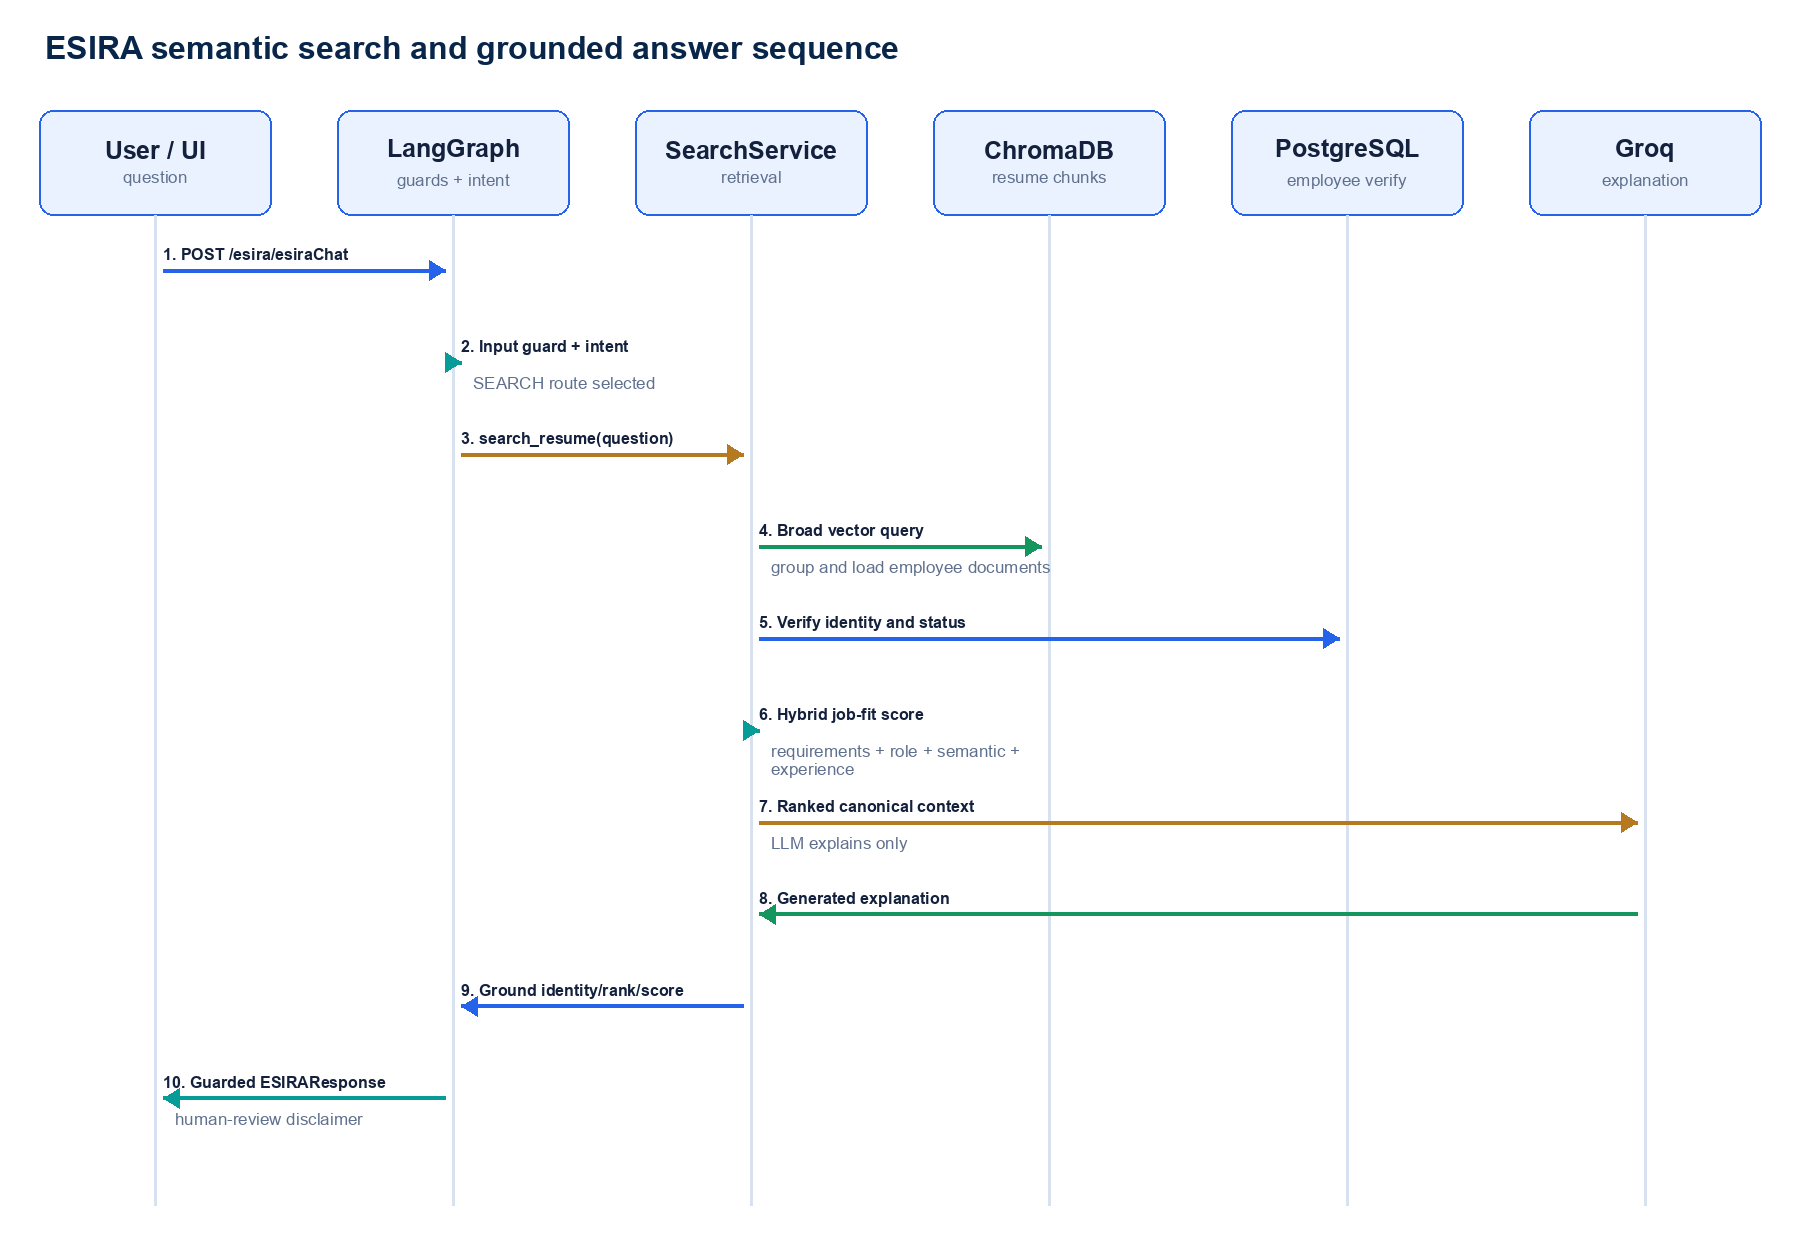 ESIRA semantic search and grounded answer sequence
User / UI
question
LangGraph
guards + intent
SearchService
retrieval
ChromaDB
resume chunks
PostgreSQL
employee verify
Groq
explanation
1. POST /esira/esiraChat
2. Input guard + intent
SEARCH route selected
3. search_resume(question)
4. Broad vector query
group and load employee documents
5. Verify identity and status
6. Hybrid job-fit score
requirements + role + semantic +
experience
7. Ranked canonical context
LLM explains only
8. Generated explanation
9. Ground identity/rank/score
10. Guarded ESIRAResponse
human-review disclaimer